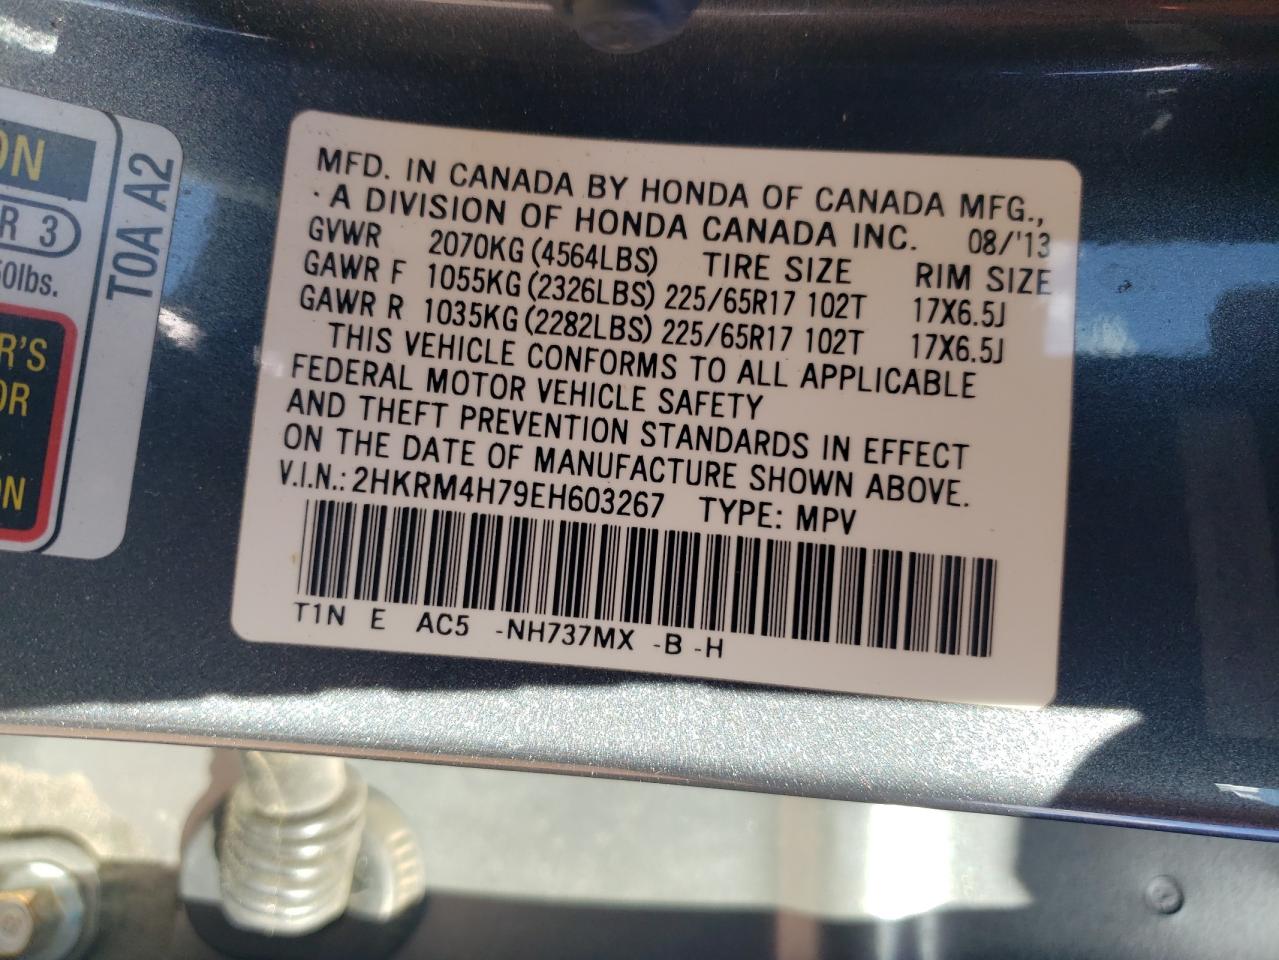 MFD. IN CANADA BY HONDA OF CANADA MFG.,
·A DIVISION OF HONDA CANADA INC. 08/'13
GVWR 2070KG (4564LBS) TIRE SIZE RIM SIZE
GAWR F 1055KG (2326LBS) 225/65R17 102T 17X6.5J
GAWR R 1035KG (2282LBS) 225/65R17 102T 17X6.5J
THIS VEHICLE CONFORMS TO ALL APPLICABLE
FEDERAL MOTOR VEHICLE SAFETY
AND THEFT PREVENTION STANDARDS IN EFFECT
ON THE DATE OF MANUFACTURE SHOWN ABOVE.
V.I.N.: 2HKRM4H79EH603267 TYPE: MPV
T1N E AC5 -NH737MX -B -H
ON
R 3
50lbs.
R'S
OR
ON
T0A A2